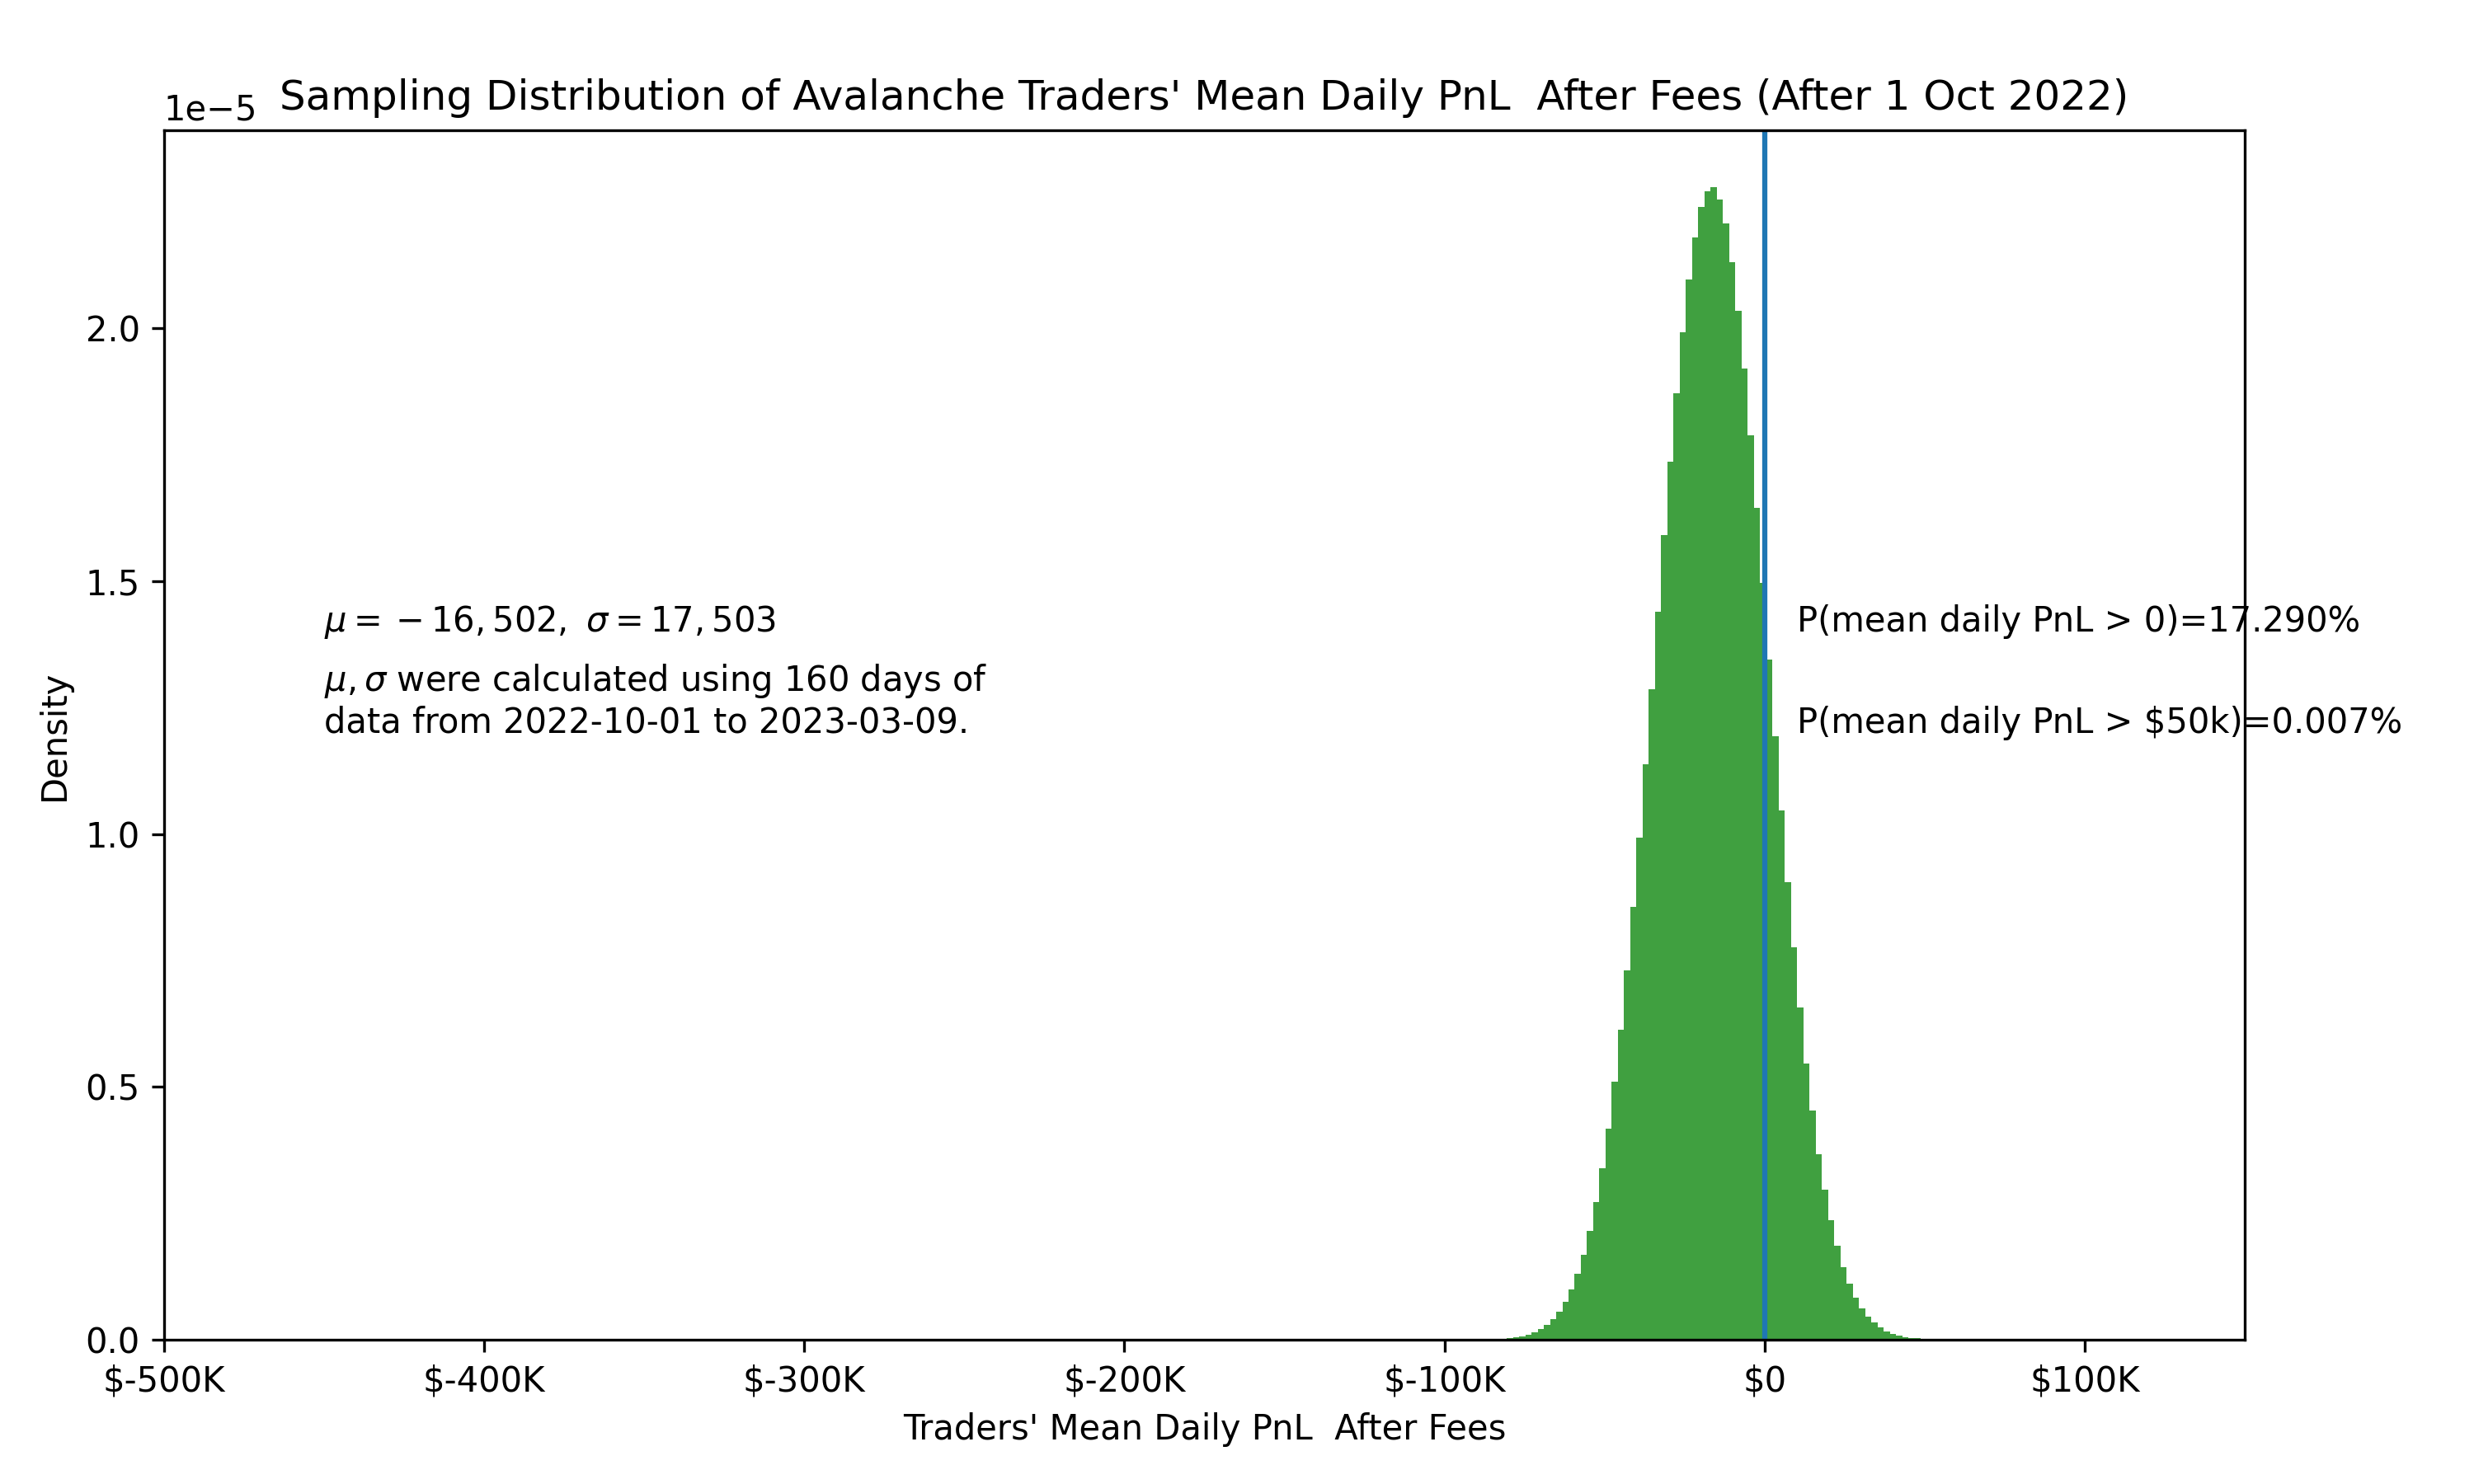 Sampling Distribution of Avalanche Traders' Mean Daily PnL  After Fees (After 1 Oct 2022)
1e−5
2.0
1.5
1.0
0.5
0.0
Density
μ = − 16, 502, σ = 17, 503
μ, σ were calculated using 160 days of
data from 2022-10-01 to 2023-03-09.
P(mean daily PnL > 0)=17.290%
P(mean daily PnL > $50k)=0.007%
$-500K
$-400K
$-300K
$-200K
$-100K
$0
$100K
Traders' Mean Daily PnL  After Fees